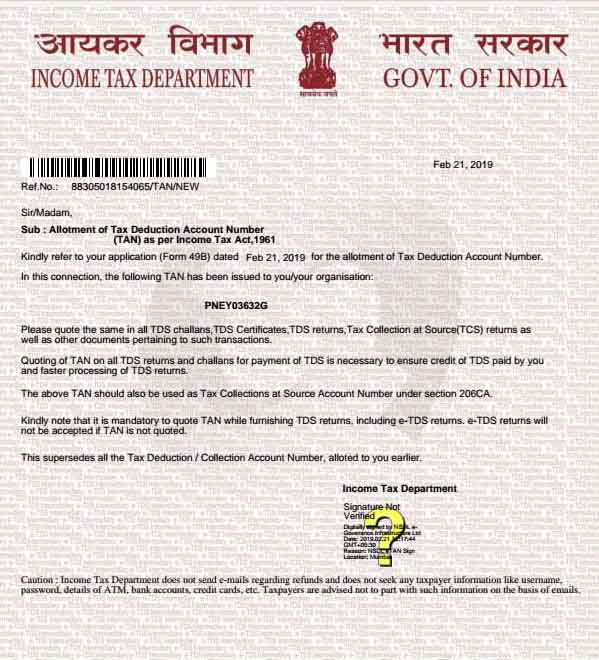 आयकर विभाग
INCOME TAX DEPARTMENT
सत्यमेव जयते
भारत सरकार
GOVT. OF INDIA
Feb 21, 2019
Ref.No.: 88305018154065/TAN/NEW
Sir/Madam,
Sub : Allotment of Tax Deduction Account Number
(TAN) as per Income Tax Act,1961
Kindly refer to your application (Form 49B) dated Feb 21, 2019 for the allotment of Tax Deduction Account Number.
In this connection, the following TAN has been issued to you/your organisation:
PNEY03632G
Please quote the same in all TDS challans,TDS Certificates,TDS returns,Tax Collection at Source(TCS) returns as
well as other documents pertaining to such transactions.
Quoting of TAN on all TDS returns and challans for payment of TDS is necessary to ensure credit of TDS paid by you
and faster processing of TDS returns.
The above TAN should also be used as Tax Collections at Source Account Number under section 206CA.
Kindly note that it is mandatory to quote TAN while furnishing TDS returns, including e-TDS returns. e-TDS returns will
not be accepted if TAN is not quoted.
This supersedes all the Tax Deduction / Collection Account Number, alloted to you earlier.
Income Tax Department
Signature Not
Verified
Digitally signed by NSDL e-
Governance Infrastructure Ltd
Date: 2019.02.21
GMT+05:30
Reason: NSDL TAN Sign
Location: Mumbai
Caution : Income Tax Department does not send e-mails regarding refunds and does not seek any taxpayer information like username,
password, details of ATM, bank accounts, credit cards, etc. Taxpayers are advised not to part with such information on the basis of emails.